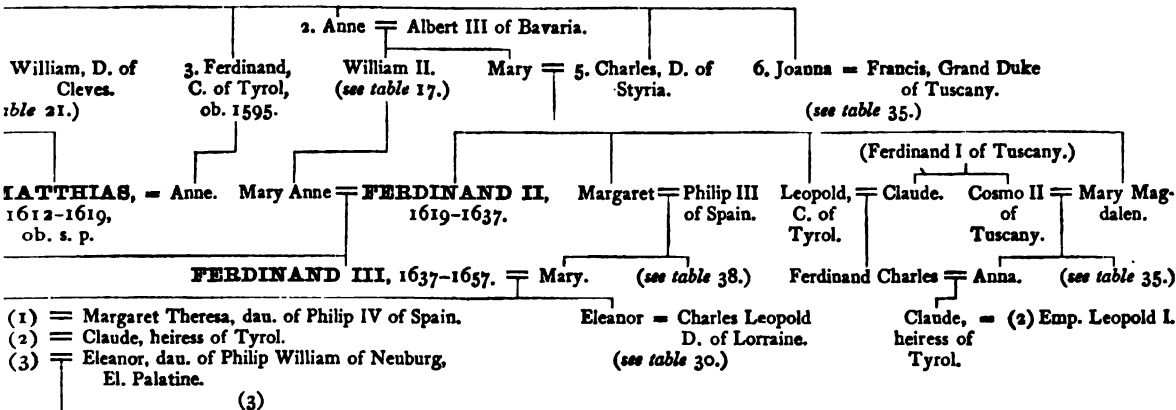 2. Anne = Albert III of Bavaria.
William, D. of 3. Ferdinand, William II. Mary = 5. Charles, D. of 6. Joanna = Francis, Grand Duke
Cleves. C. of Tyrol, (see table 17.) Styria. of Tuscany.
able 21.) ob. 1595. (see table 35.)
(Ferdinand I of Tuscany.)
MATTHIAS, = Anne. Mary Anne = FERDINAND II, Margaret = Philip III Leopold, = Claude. Cosmo II = Mary Mag-
1612-1619, 1619-1637. of Spain. C. of of dalen.
ob. s. p. Tyrol. Tuscany.
FERDINAND III, 1637-1657. = Mary. (see table 38.) Ferdinand Charles = Anna. (see table 35.)
(1) = Margaret Theresa, dau. of Philip IV of Spain. Eleanor = Charles Leopold Claude, = (2) Emp. Leopold I.
(2) = Claude, heiress of Tyrol. D. of Lorraine. heiress of
(3) = Eleanor, dau. of Philip William of Neuburg, (see table 30.) Tyrol.
El. Palatine.
(3)